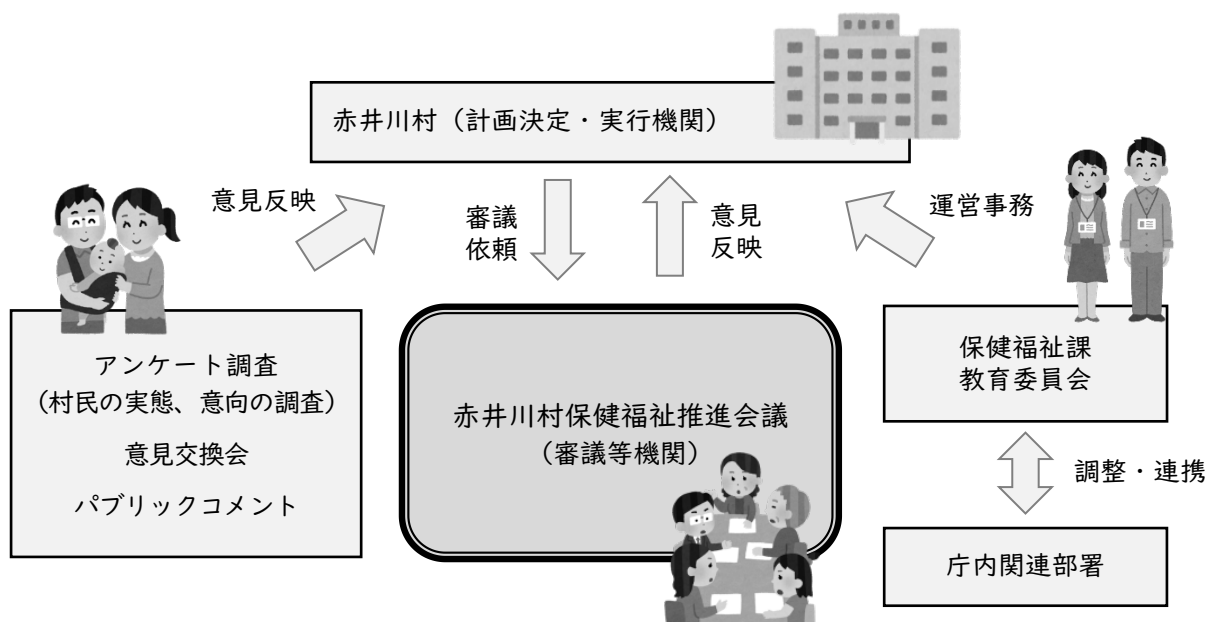 赤井川村（計画決定・実行機関）
意見反映
審議
依頼
意見
反映
運営事務
アンケート調査
（村民の実態、意向の調査）
意見交換会
パブリックコメント
赤井川村保健福祉推進会議
（審議等機関）
保健福祉課
教育委員会
調整・連携
庁内関連部署